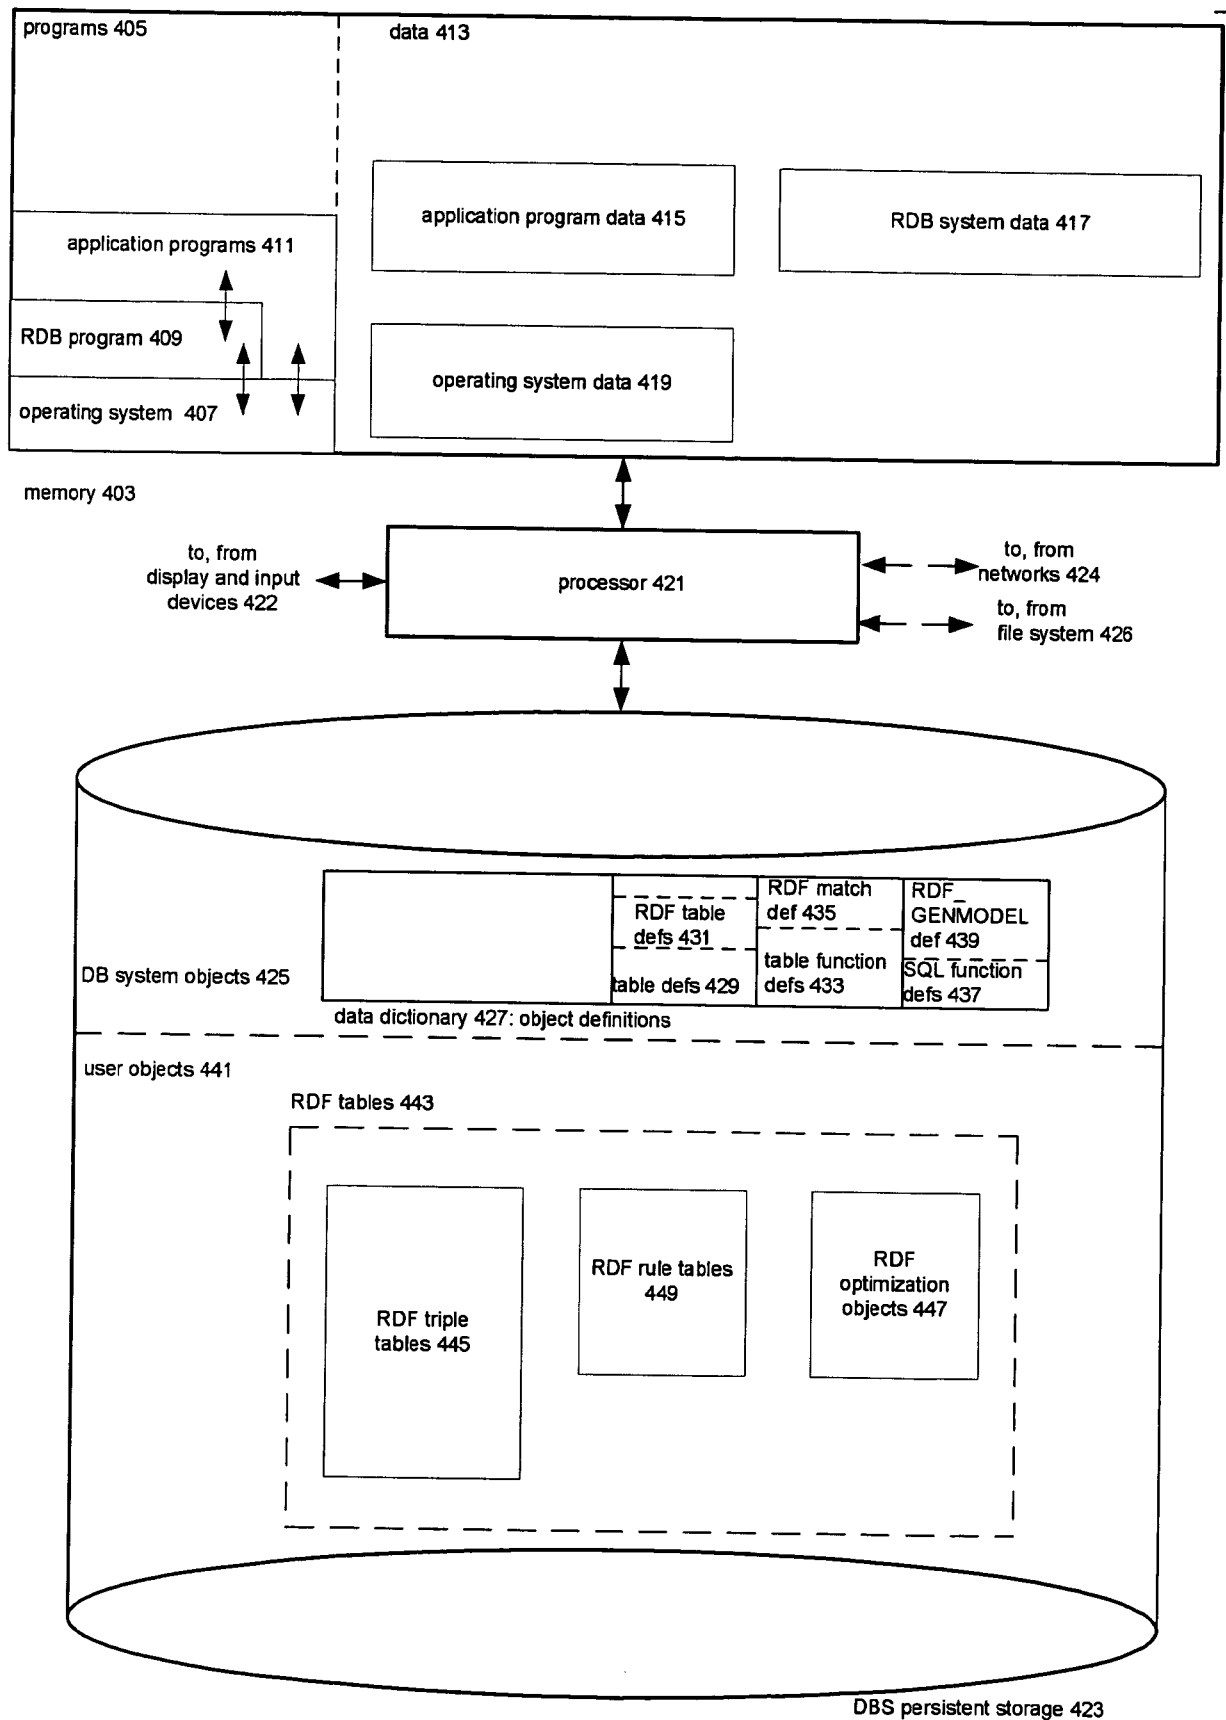 programs 405
data 413
application program data 415
RDB system data 417
application programs 411
RDB program 409
operating system data 419
operating system 407
memory 403
to, from
display and input
devices 422
processor 421
to, from
networks 424
to, from
file system 426
DB system objects 425
RDF table
defs 431
table defs 429
RDF match
def 435
table function
defs 433
RDF_
GENMODEL
def 439
SQL function
defs 437
data dictionary 427: object definitions
user objects 441
RDF tables 443
RDF triple
tables 445
RDF rule tables
449
RDF
optimization
objects 447
DBS persistent storage 423